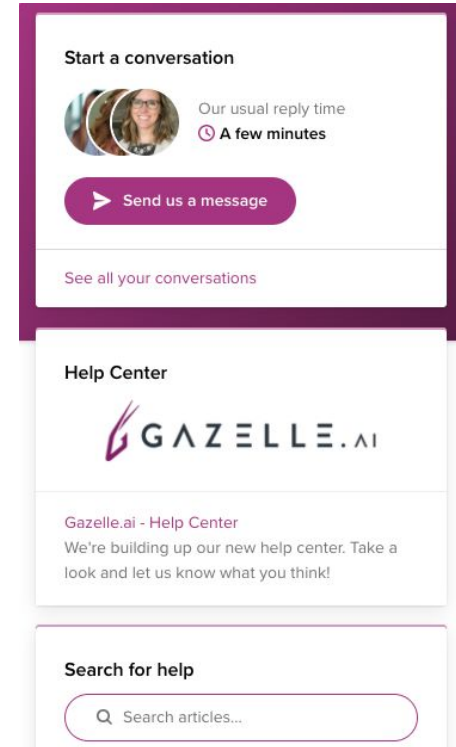 Start a conversation
Our usual reply time
A few minutes
Send us a message
See all your conversations
Help Center
GAZELLE.AI
Gazelle.ai - Help Center
We're building up our new help center. Take a
look and let us know what you think!
Search for help
Search articles...